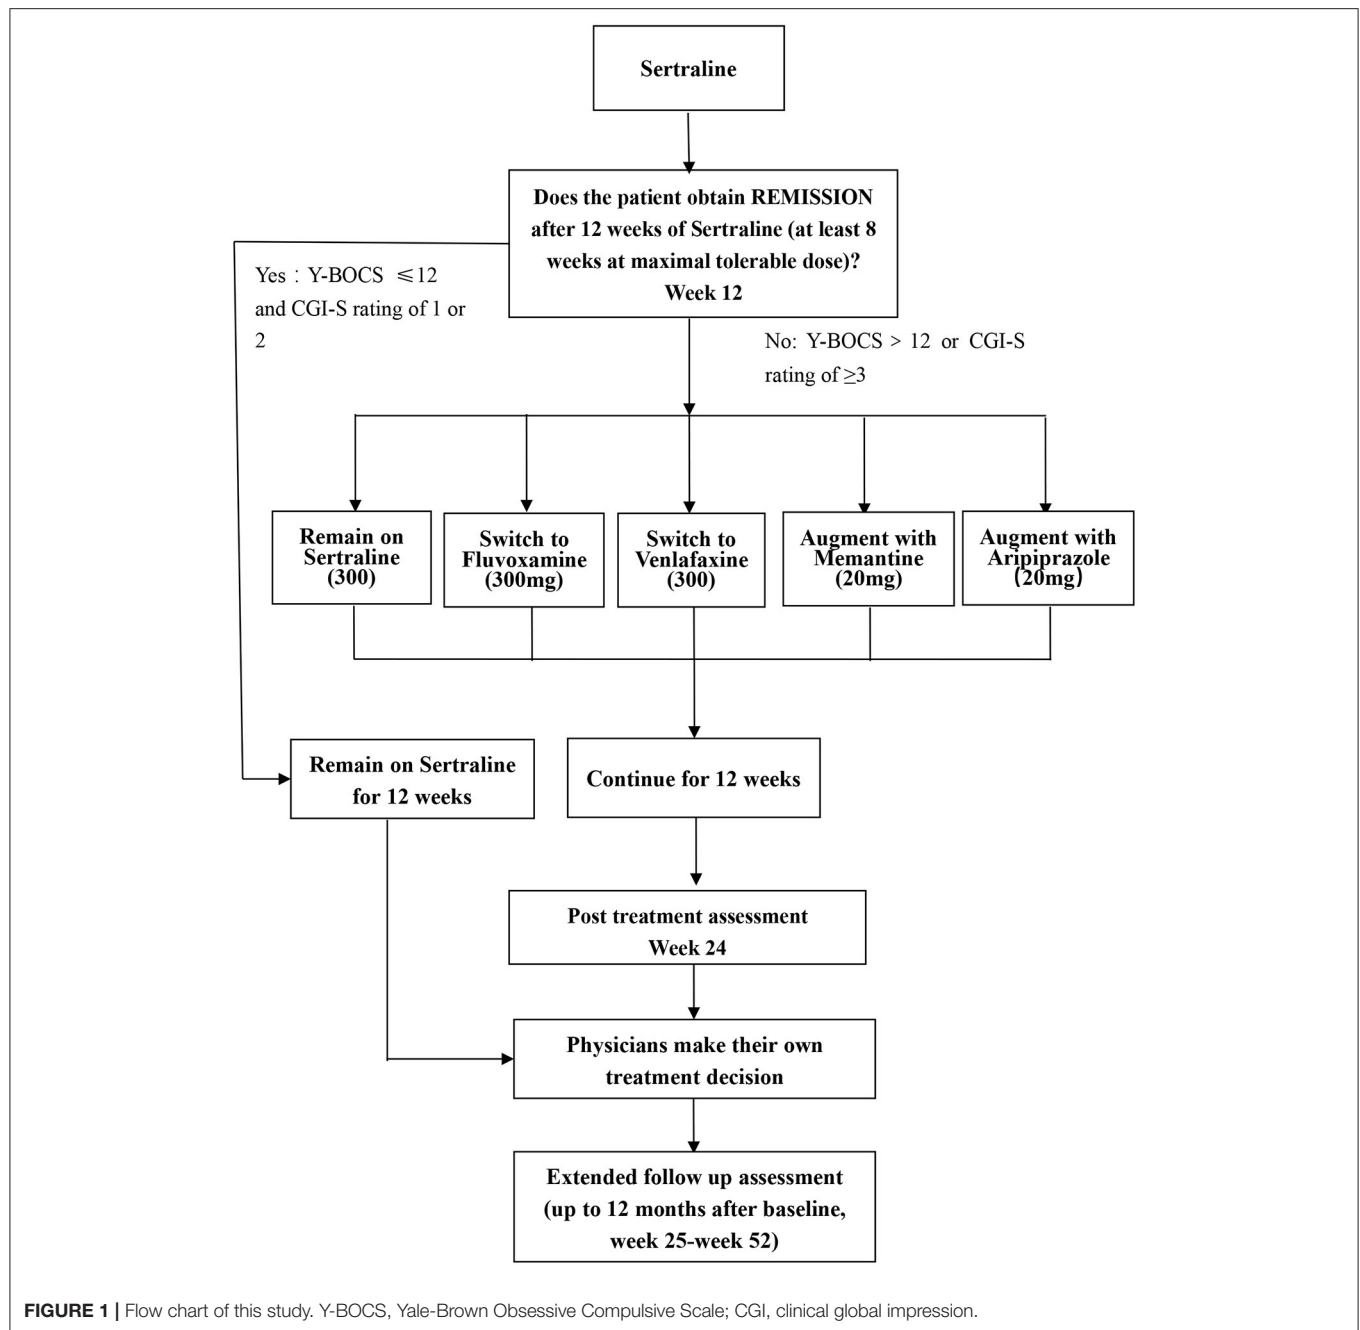 Sertraline
Does the patient obtain REMISSION
after 12 weeks of Sertraline (at least 8
weeks at maximal tolerable dose)?
Week 12
Yes : Y-BOCS ≤12
and CGI-S rating of 1 or
2
No: Y-BOCS > 12 or CGI-S
rating of ≥3
Remain on
Sertraline
(300)
Switch to
Fluvoxamine
(300mg)
Switch to
Venlafaxine
(300)
Augment with
Memantine
(20mg)
Augment with
Aripiprazole
(20mg)
Remain on Sertraline
for 12 weeks
Continue for 12 weeks
Post treatment assessment
Week 24
Physicians make their own
treatment decision
Extended follow up assessment
(up to 12 months after baseline,
week 25-week 52)
FIGURE 1 | Flow chart of this study. Y-BOCS, Yale-Brown Obsessive Compulsive Scale; CGI, clinical global impression.